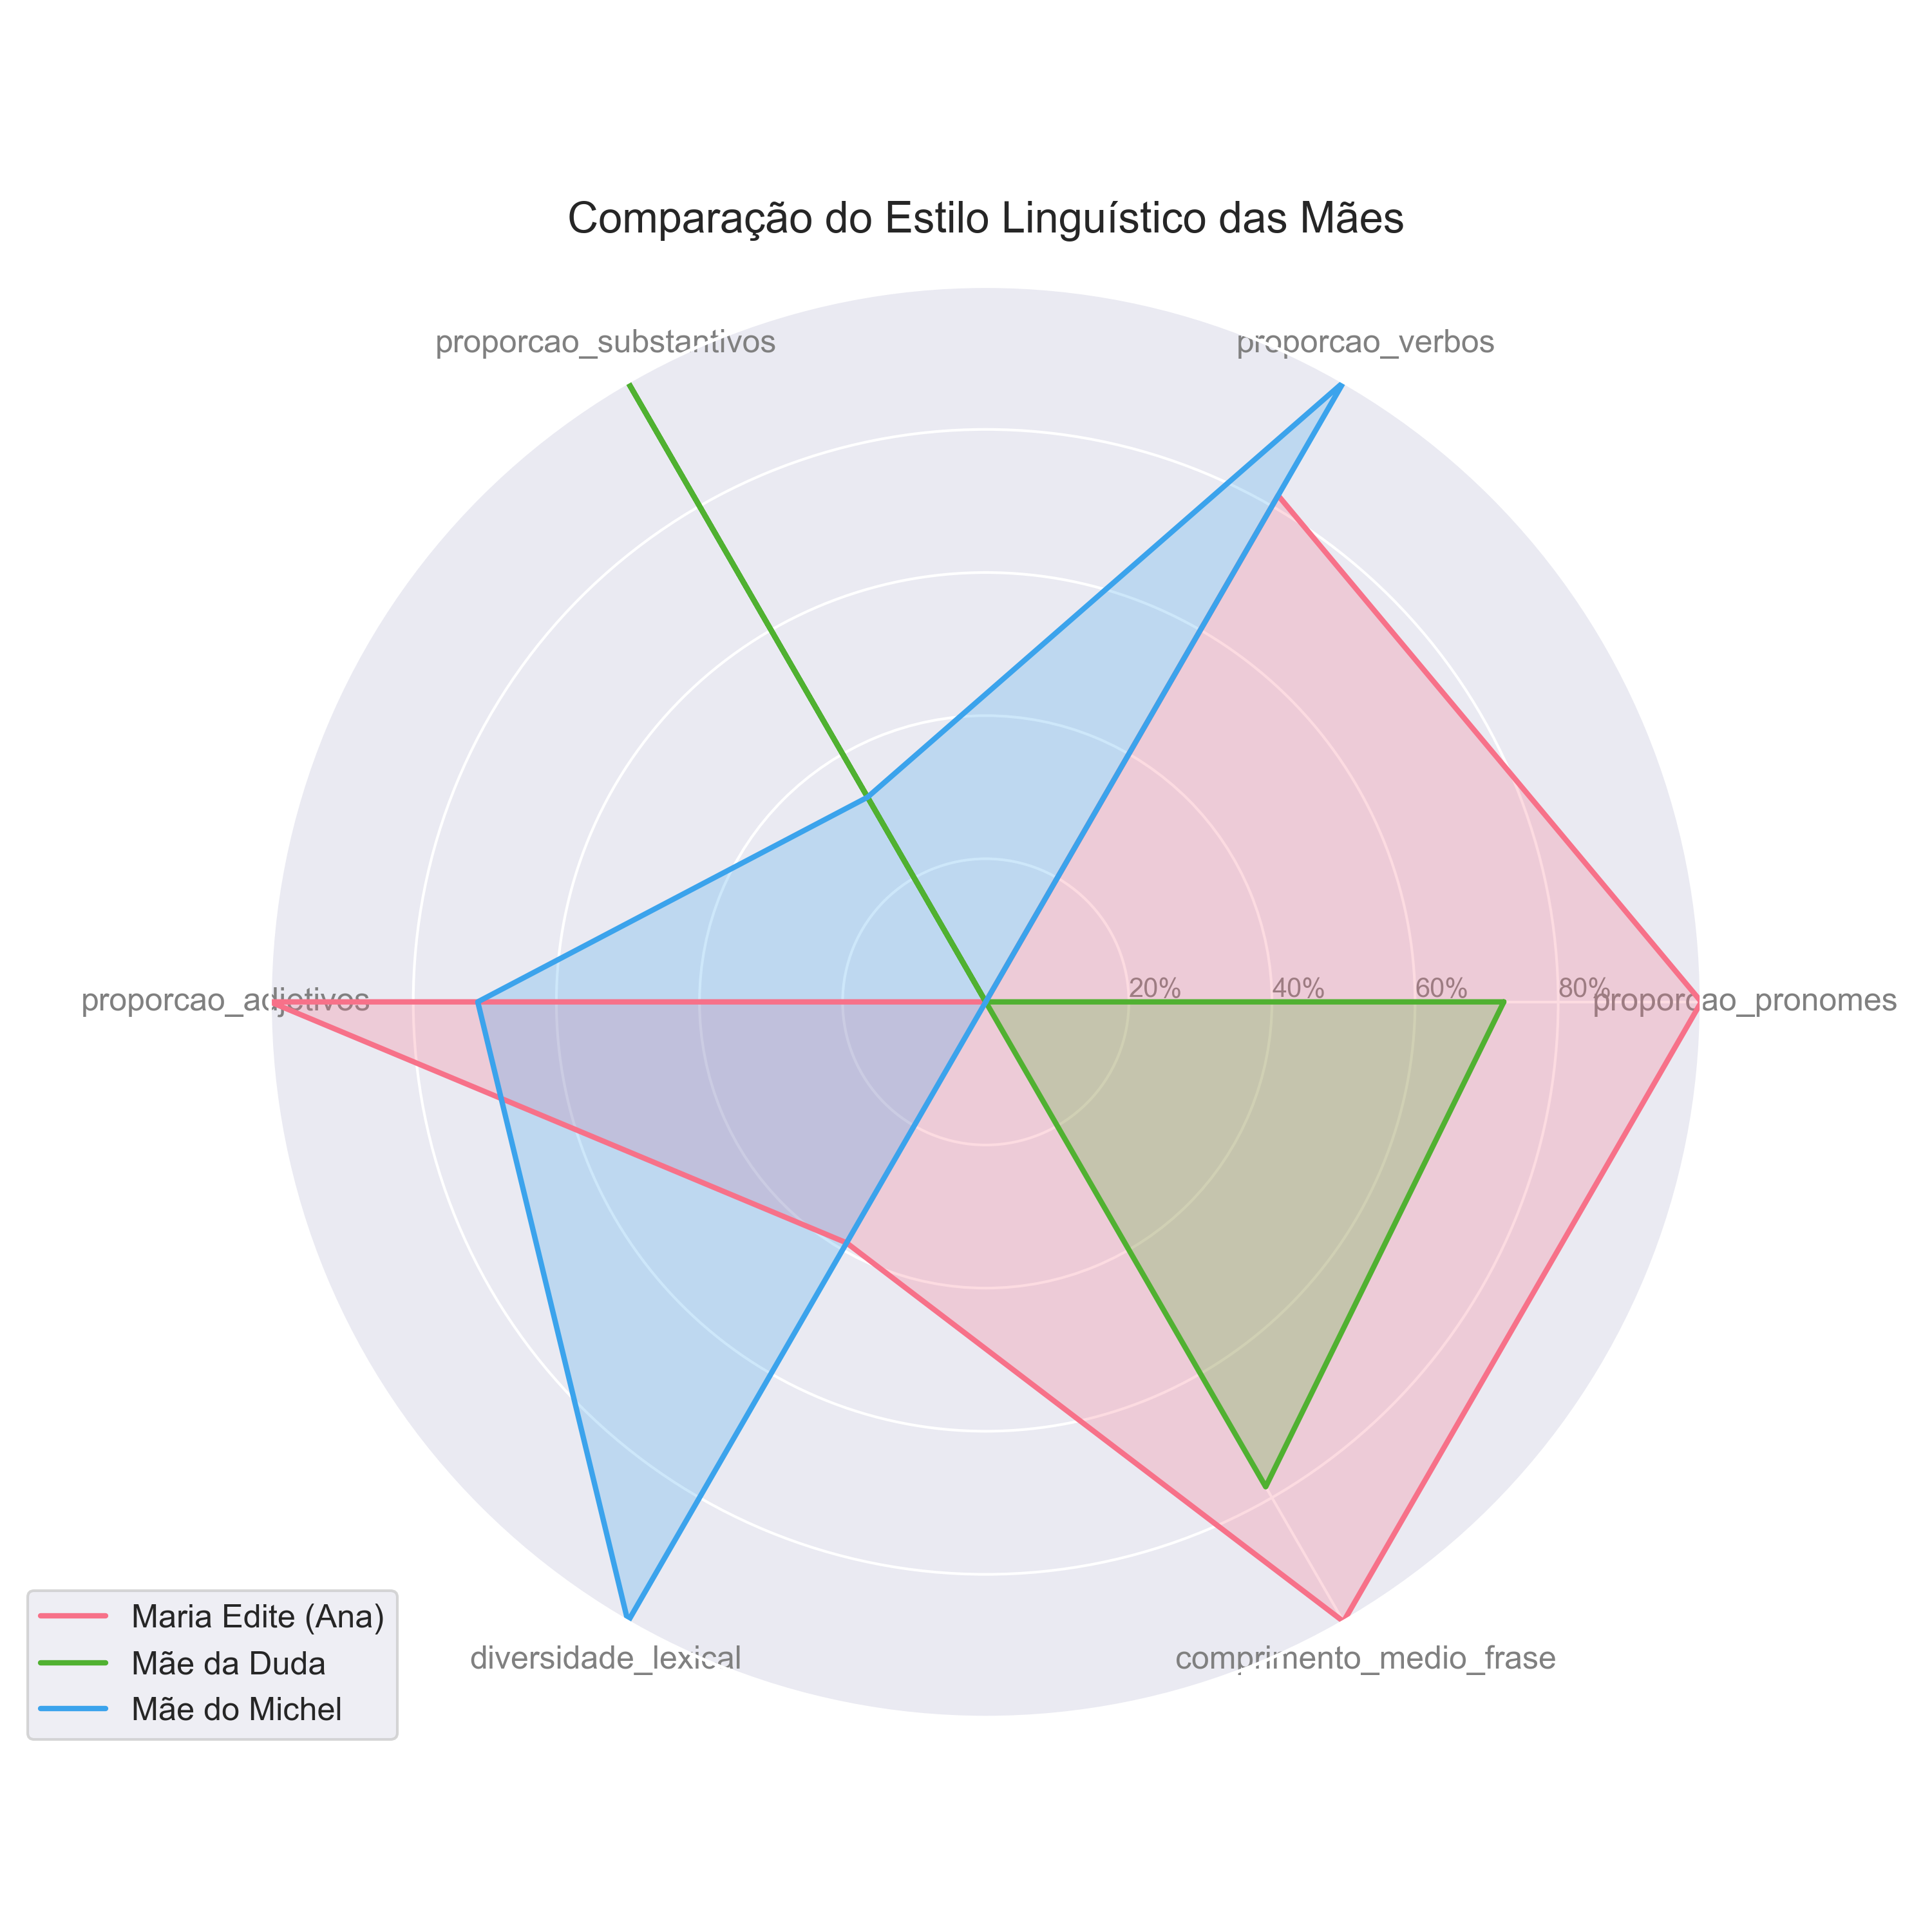 Comparação do Estilo Linguístico das Mães
proporcao_substantivos
proporcao_verbos
proporcao_adjetivos
20%
40%
60%
80%
proporcao_pronomes
diversidade_lexical
comprimento_medio_frase
Maria Edite (Ana)
Mãe da Duda
Mãe do Michel